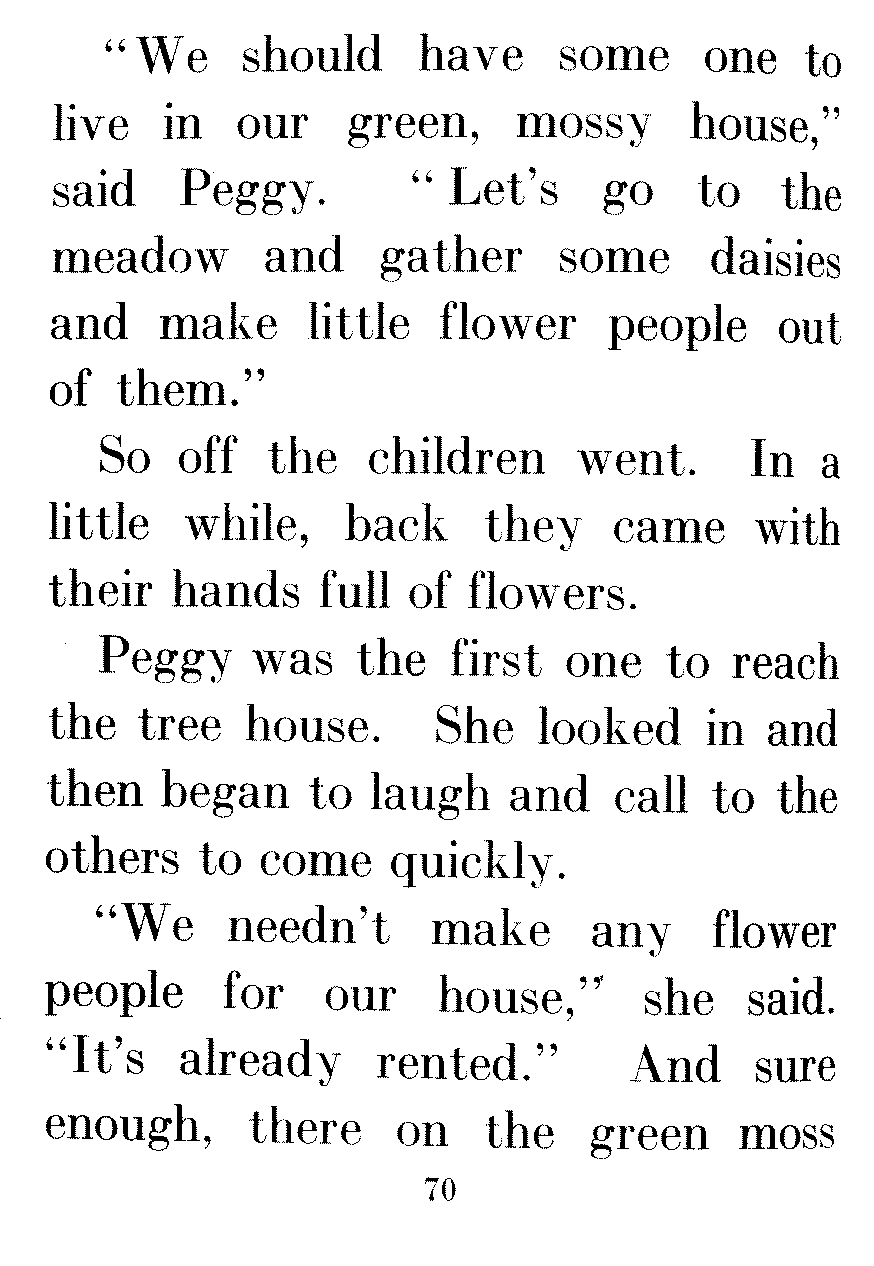 “We should have some one to
live in our green, mossy house,”
said Peggy. “Let’s go to the
meadow and gather some daisies
and make little flower people out
of them.”
So off the children went. In a
little while, back they came with
their hands full of flowers.
Peggy was the first one to reach
the tree house. She looked in and
then began to laugh and call to the
others to come quickly.
“We needn’t make any flower
people for our house,” she said.
“It’s already rented.” And sure
enough, there on the green moss
70